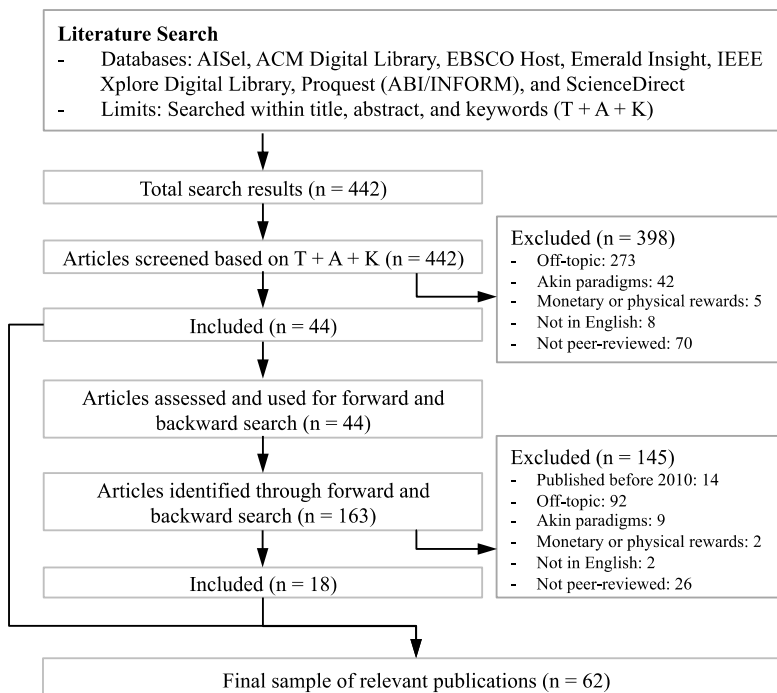 Literature Search
- Databases: AISel, ACM Digital Library, EBSCO Host, Emerald Insight, IEEE
Xplore Digital Library, Proquest (ABI/INFORM), and ScienceDirect
- Limits: Searched within title, abstract, and keywords (T + A + K)
Total search results (n = 442)
Articles screened based on T + A + K (n = 442)
Excluded (n = 398)
- Off-topic: 273
- Akin paradigms: 42
- Monetary or physical rewards: 5
- Not in English: 8
- Not peer-reviewed: 70
Included (n = 44)
Articles assessed and used for forward and
backward search (n = 44)
Articles identified through forward and
backward search (n = 163)
Excluded (n = 145)
- Published before 2010: 14
- Off-topic: 92
- Akin paradigms: 9
- Monetary or physical rewards: 2
- Not in English: 2
- Not peer-reviewed: 26
Included (n = 18)
Final sample of relevant publications (n = 62)